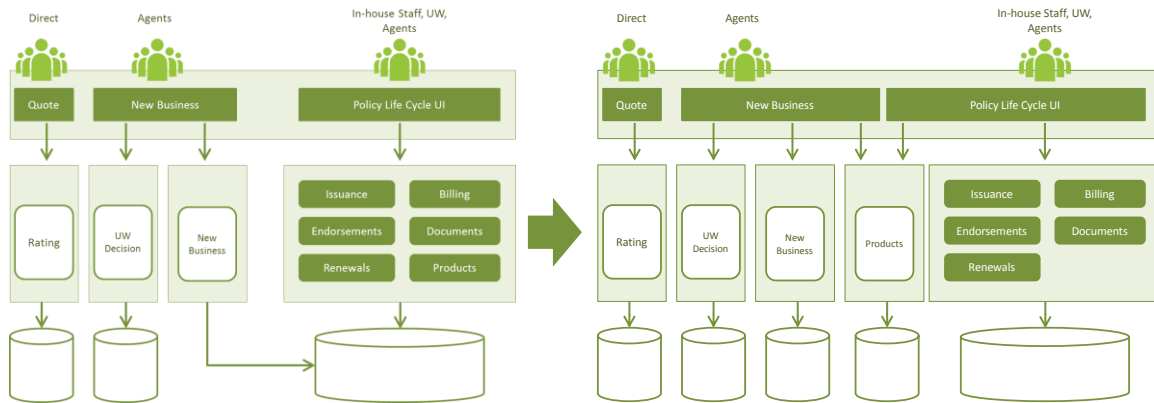 Direct
Agents
In-house Staff, UW,
Agents
Quote
New Business
Policy Life Cycle UI
Rating
UW
Decision
New
Business
Issuance
Billing
Endorsements
Documents
Renewals
Products
Direct
Agents
In-house Staff, UW,
Agents
Quote
New Business
Policy Life Cycle UI
Rating
UW
Decision
New
Business
Products
Issuance
Billing
Endorsements
Documents
Renewals